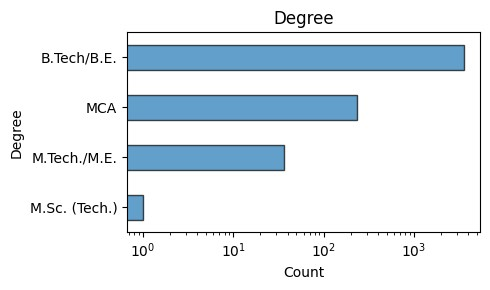 Degree
B.Tech/B.E.
MCA
M.Tech./M.E.
M.Sc. (Tech.)
Degree
10⁰ 10¹ 10² 10³
Count